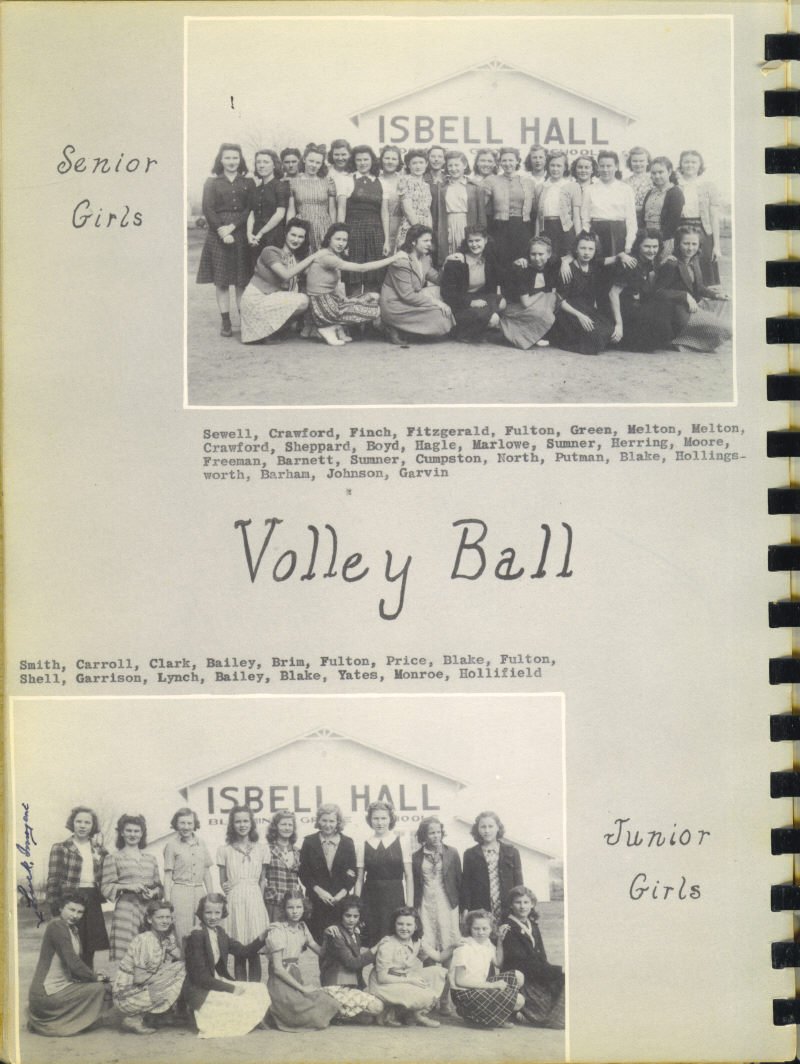 Senior
Girls
ISBELL HALL
Sewell, Crawford, Finch, Fitzgerald, Fulton, Green, Melton, Melton,
Crawford, Sheppard, Boyd, Hagle, Marlowe, Sumner, Herring, Moore,
Freeman, Barnett, Sumner, Cumpston, North, Putman, Blake, Hollings-
worth, Barham, Johnson, Garvin
Volley Ball
Smith, Carroll, Clark, Bailey, Brim, Fulton, Price, Blake, Fulton,
Shell, Garrison, Lynch, Bailey, Blake, Yates, Monroe, Hollifield
ISBELL HALL
SCHOOL
Luck,
Junior
Girls